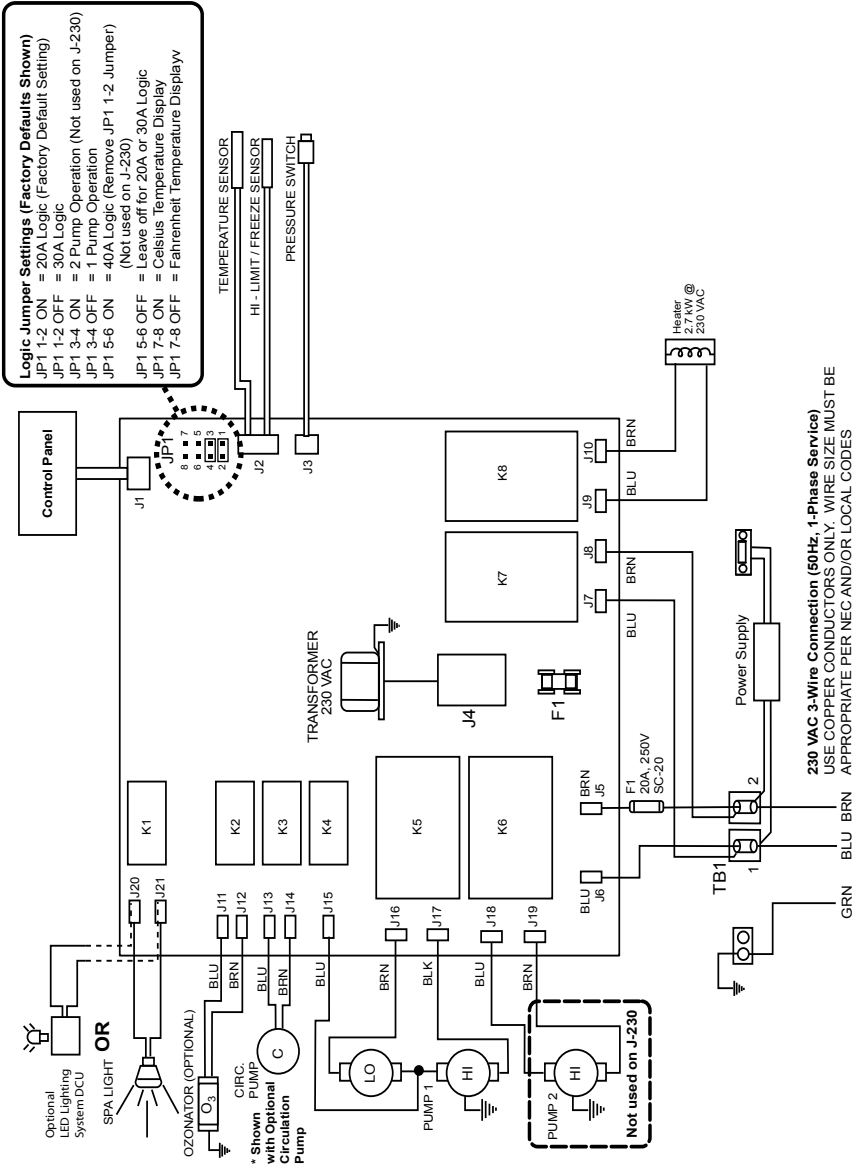 Logic Jumper Settings (Factory Defaults Shown)
JP1 1-2 ON = 20A Logic (Factory Default Setting)
JP1 1-2 OFF = 30A Logic
JP1 3-4 ON = 2 Pump Operation (Not used on J-230)
JP1 3-4 OFF = 1 Pump Operation
JP1 5-6 ON = 40A Logic (Remove JP1 1-2 Jumper)
(Not used on J-230)
JP1 5-6 OFF = Leave off for 20A or 30A Logic
JP1 7-8 ON = Celsius Temperature Display
JP1 7-8 OFF = Fahrenheit Temperature Displayv
Control Panel
J1
JP1
8 7
6 5
4 3
2 1
J2
J3
TEMPERATURE SENSOR
HI - LIMIT / FREEZE SENSOR
PRESSURE SWITCH
Optional
LED Lighting
System DCU
OR
SPA LIGHT
J20
J21
K1
OZONATOR (OPTIONAL)
O3
BLU
BRN
J11
J12
K2
* Shown
with Optional
Circulation
Pump
CIRC.
PUMP
C
BLU
BRN
J13
J14
K3
BLU
J15
K4
TRANSFORMER
230 VAC
J4
F1
LO
PUMP 1
HI
BRN
BLK
J16
J17
K5
PUMP 2
HI
Not used on J-230
BLU
BRN
J18
J19
K6
K7
K8
J7
J8
J9
J10
BLU
BRN
BLU
BRN
Heater
2.7 kW @
230 VAC
BLU
J6
BRN
J5
F1
20A, 250V
SC-20
TB1
1
2
Power Supply
GRN
BLU
BRN
230 VAC 3-Wire Connection (50Hz, 1-Phase Service)
USE COPPER CONDUCTORS ONLY. WIRE SIZE MUST BE
APPROPRIATE PER NEC AND/OR LOCAL CODES